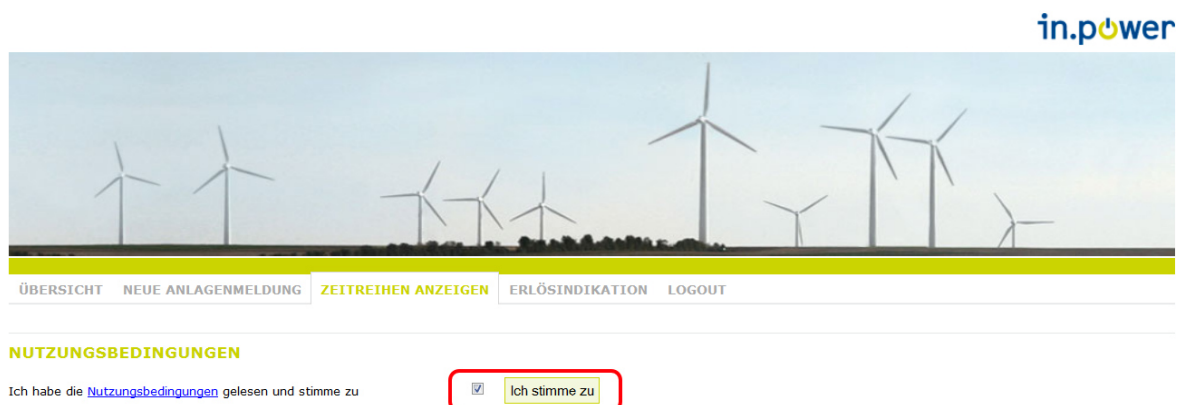 in.power
ÜBERSICHT NEUE ANLAGENMELDUNG ZEITREIHEN ANZEIGEN ERLÖSINDIKATION LOGOUT
NUTZUNGSBEDINGUNGEN
Ich habe die Nutzungsbedingungen gelesen und stimme zu Ich stimme zu